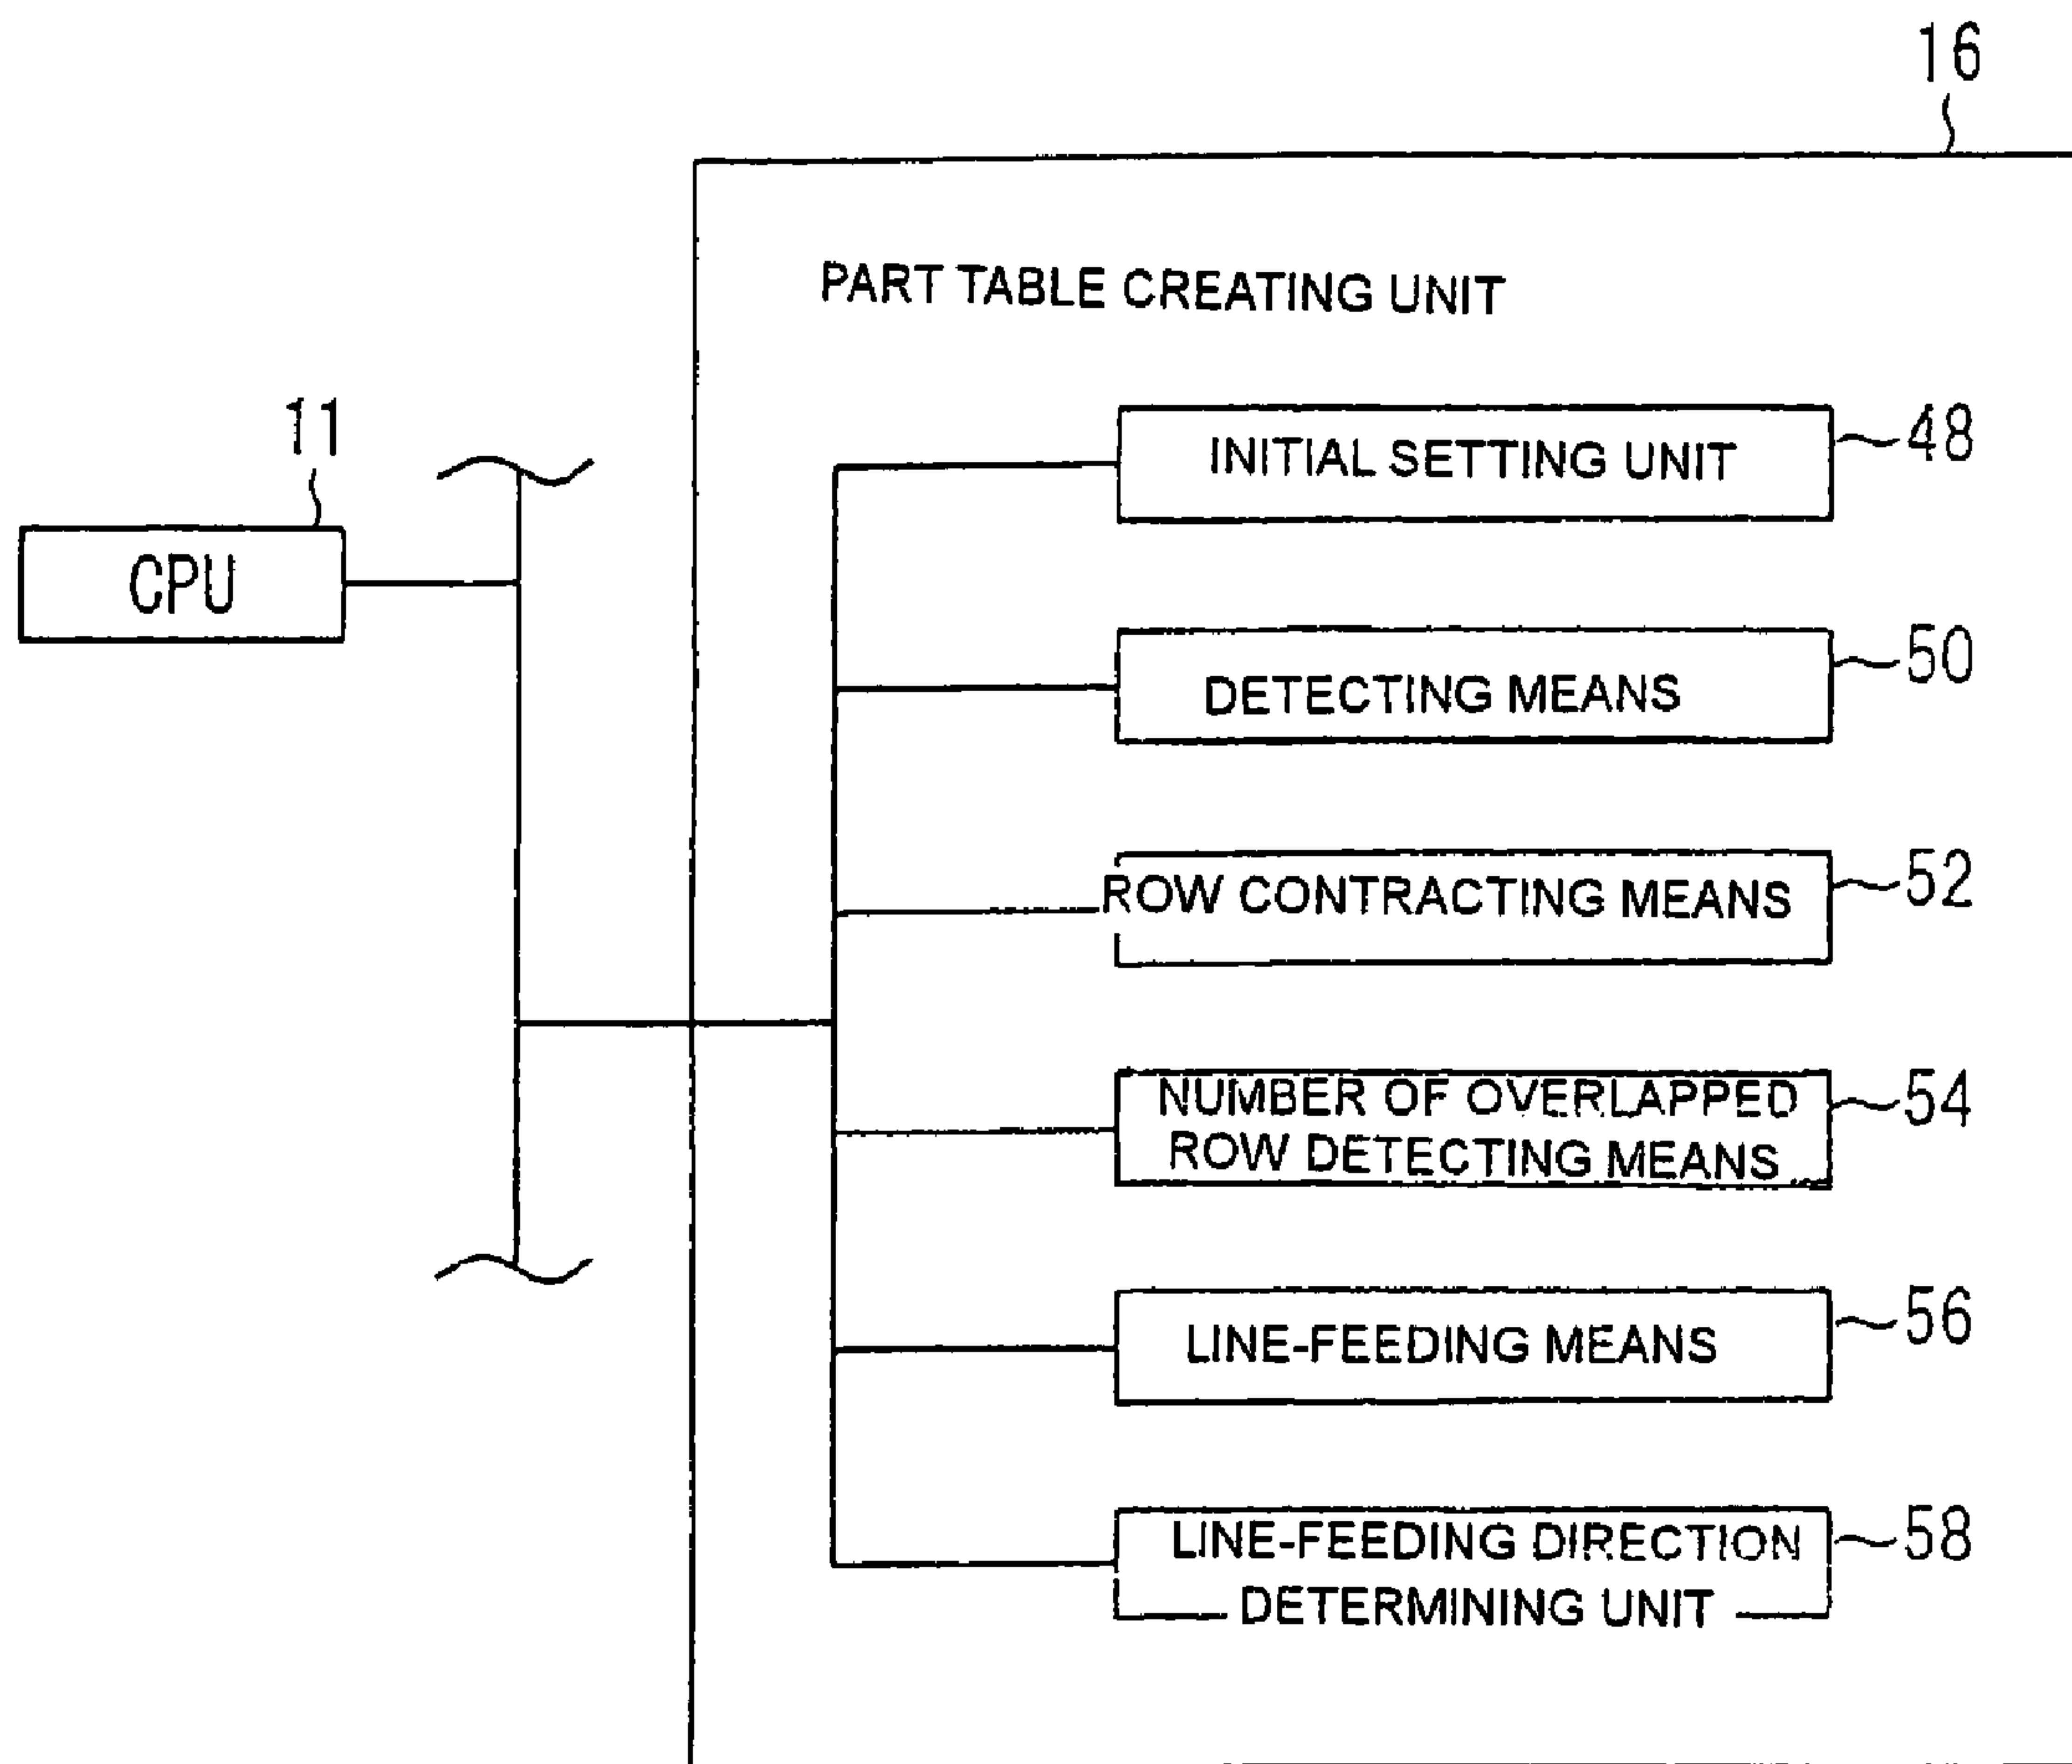 16
PART TABLE CREATING UNIT
11
CPU
INITIAL SETTING UNIT
48
DETECTING MEANS
50
ROW CONTRACTING MEANS
52
NUMBER OF OVERLAPPED
ROW DETECTING MEANS
54
LINE-FEEDING MEANS
56
LINE-FEEDING DIRECTION
DETERMINING UNIT
58